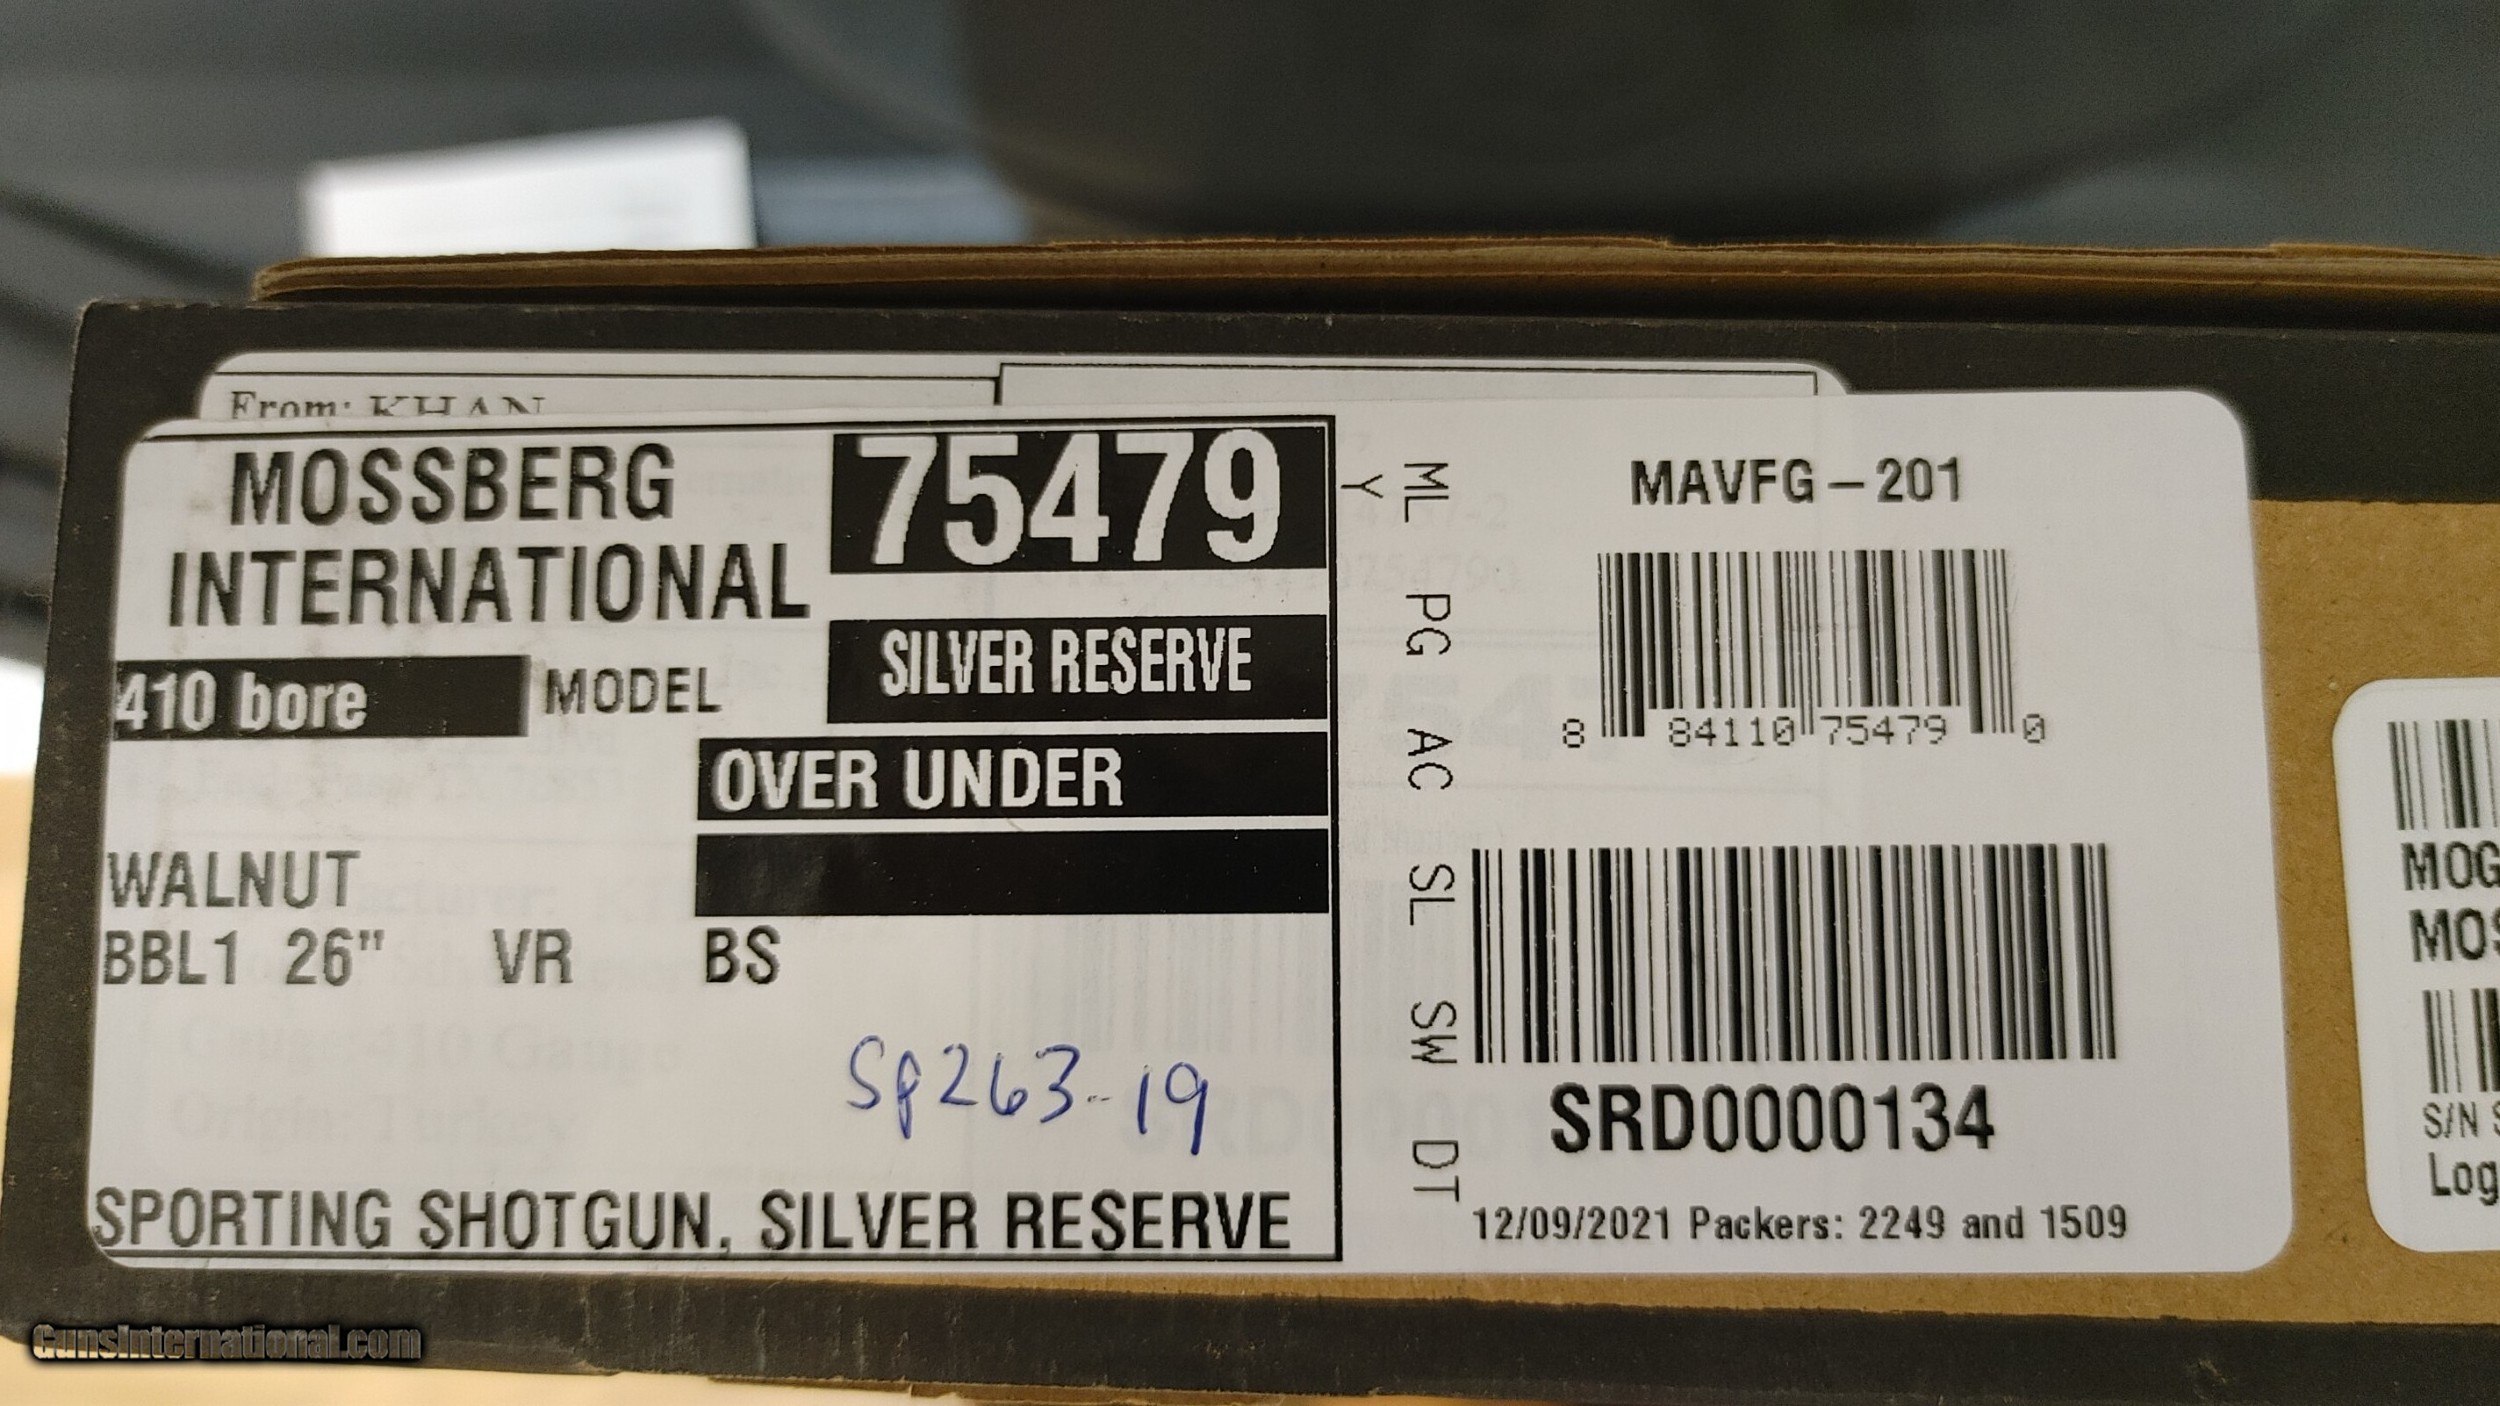 From: KHAN
MOSSBERG
INTERNATIONAL
75479
410 bore MODEL
SILVER RESERVE
OVER UNDER
WALNUT
BBL1 26" VR BS
Sp263--19
SPORTING SHOTGUN, SILVER RESERVE
ML PG AC SL SW DT
Y
MAVFG-201
8 84110 75479 0
SRD0000134
12/09/2021 Packers: 2249 and 1509
MOG
MOS
S/N S
Log
GunsInternational.com